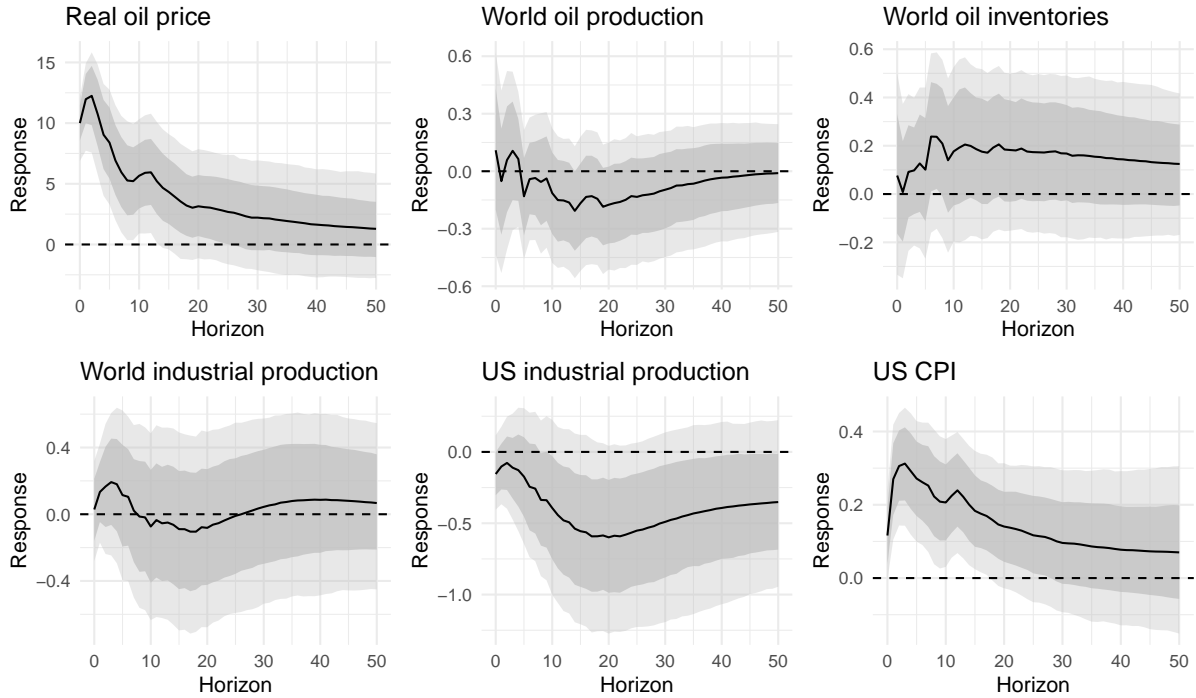 Real oil price
Response
15
10
5
0
0 10 20 30 40 50
Horizon
World oil production
Response
0.6
0.3
0.0
−0.3
−0.6
0 10 20 30 40 50
Horizon
World oil inventories
Response
0.6
0.4
0.2
0.0
−0.2
0 10 20 30 40 50
Horizon
World industrial production
Response
0.4
0.0
−0.4
0 10 20 30 40 50
Horizon
US industrial production
Response
0.0
−0.5
−1.0
0 10 20 30 40 50
Horizon
US CPI
Response
0.4
0.2
0.0
0 10 20 30 40 50
Horizon